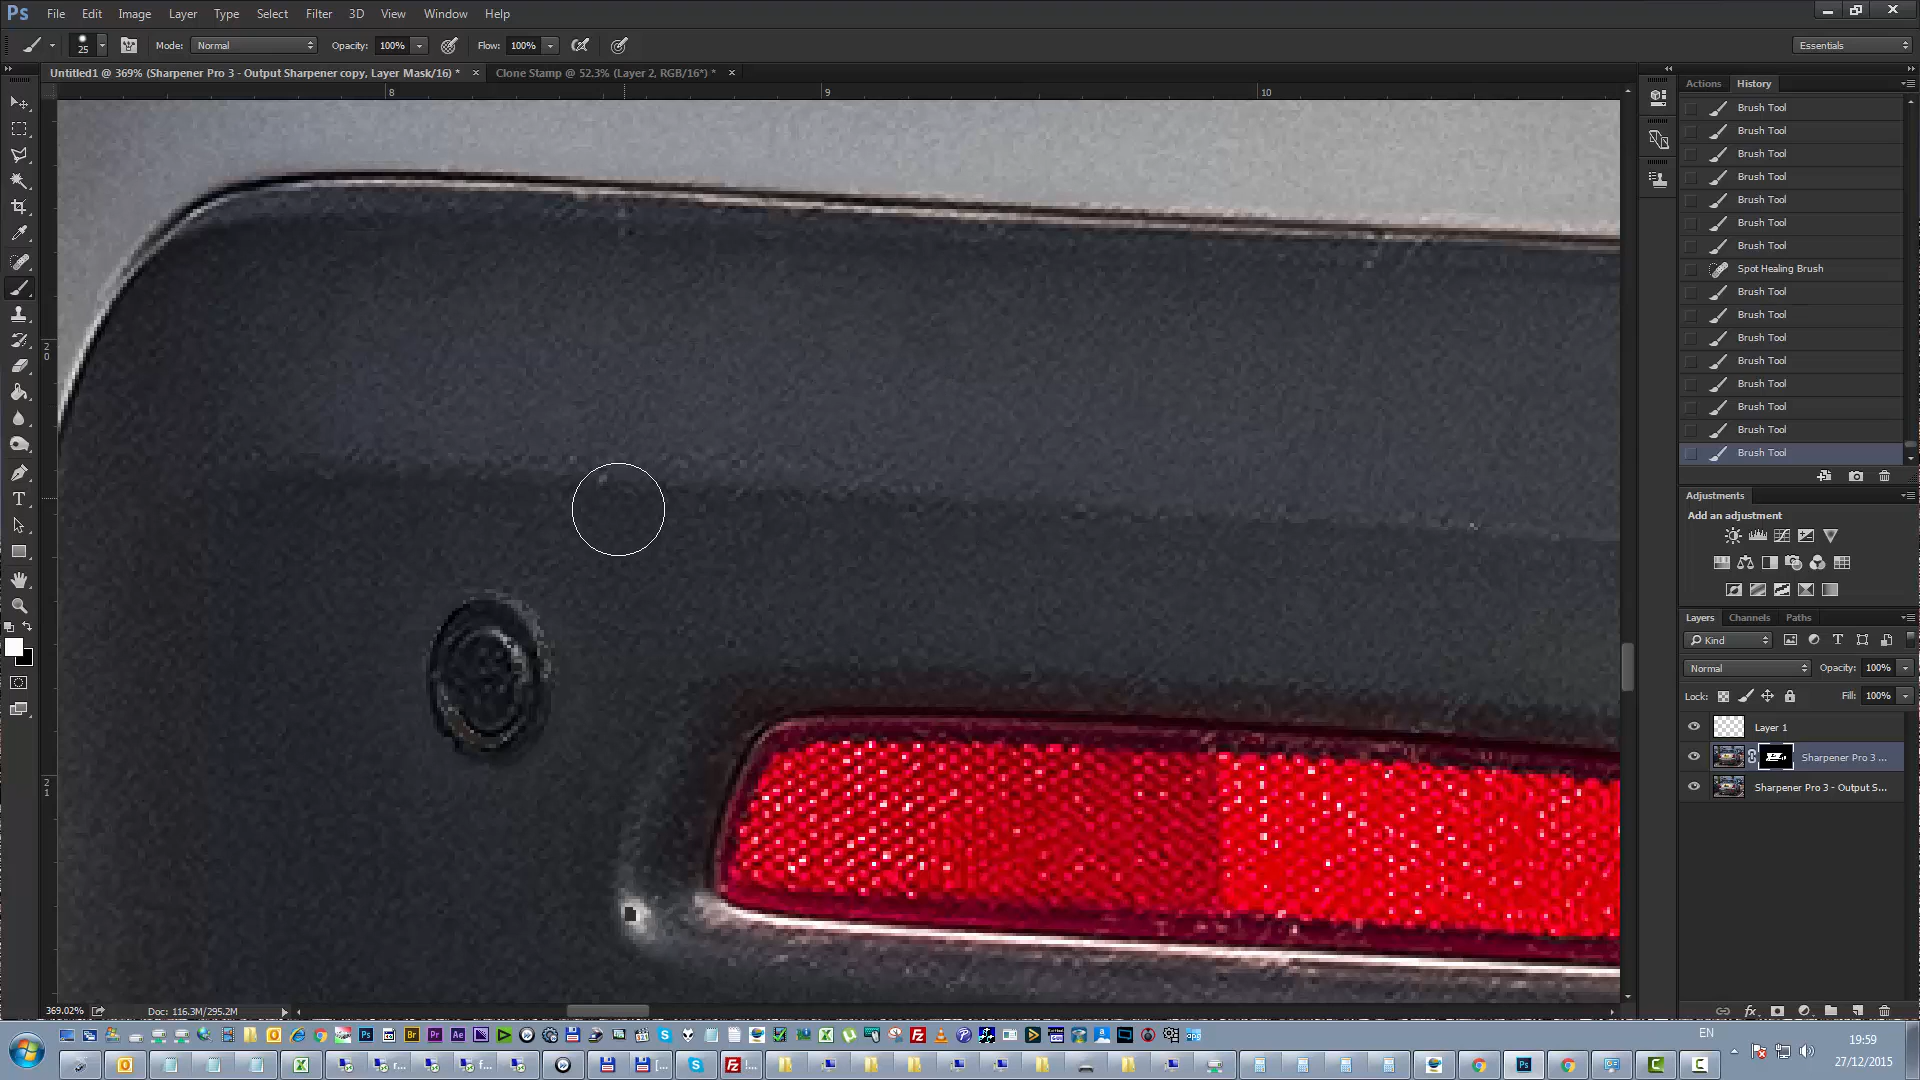 Ps File Edit Image Layer Type Select Filter 3D View Window Help
25 Mode: Normal Opacity: 100% Flow: 100% Essentials
Untitled1 @ 369% (Sharpener Pro 3 - Output Sharpener copy, Layer Mask/16) * × Clone Stamp @ 52.3% (Layer 2, RGB/16*) * ×
8 9 10
Actions History
Brush Tool
Brush Tool
Brush Tool
Brush Tool
Brush Tool
Brush Tool
Brush Tool
Spot Healing Brush
Brush Tool
Brush Tool
Brush Tool
Brush Tool
Brush Tool
Brush Tool
Brush Tool
Brush Tool
20
21
Adjustments
Add an adjustment
Layers Channels Paths
Kind
Normal Opacity: 100%
Lock: Fill: 100%
Layer 1
Sharpener Pro 3 ...
Sharpener Pro 3 - Output S...
369.02% Doc: 116.3M/295.2M
fx
EN
19:59
27/12/2015